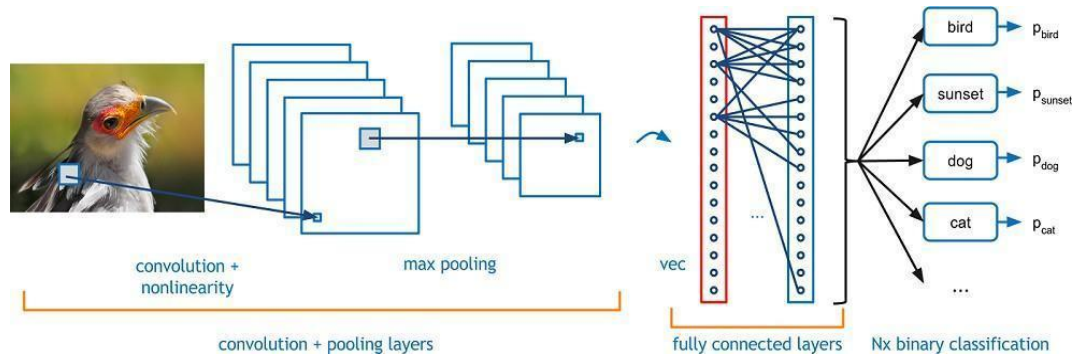 bird
p_bird
sunset
p_sunset
dog
p_dog
cat
p_cat
...
...
convolution +
nonlinearity
max pooling
vec
convolution + pooling layers
fully connected layers
Nx binary classification